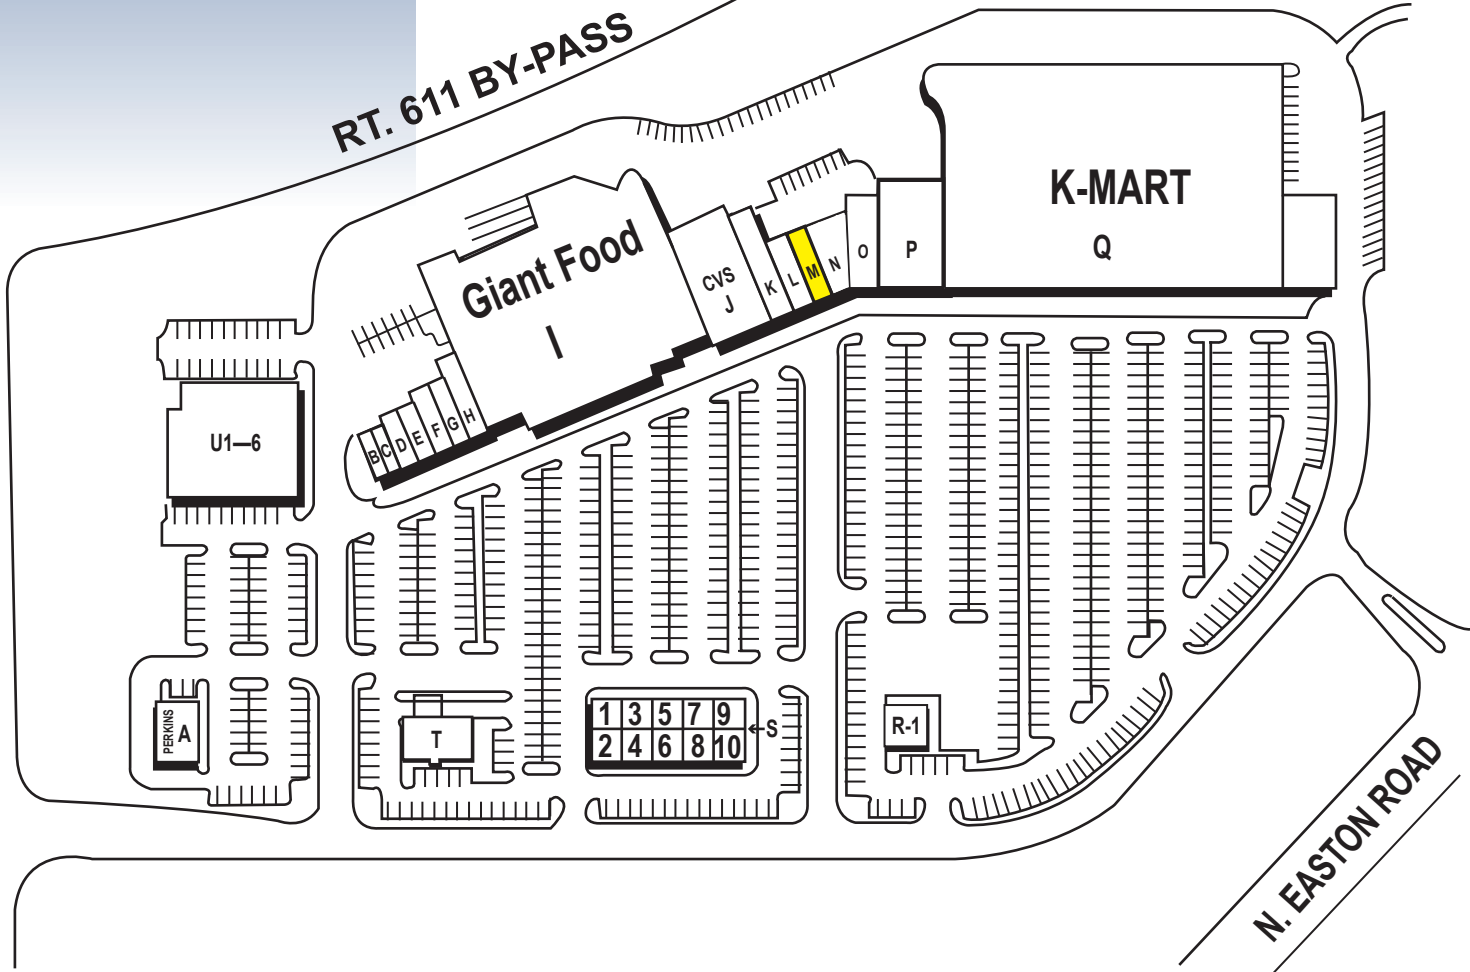 RT. 611 BY-PASS
K-MART
Q
Giant Food
I
CVS
J
K
L
M
N
O
P
B
C
D
E
F
G
H
U1—6
PERKINS
A
T
1 3 5 7 9
2 4 6 8 10
←S
R-1
N. EASTON ROAD